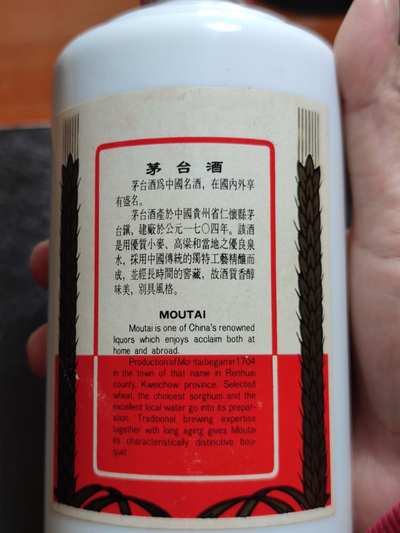 茅台酒
茅台酒爲中國名酒，在國內外享
有盛名。
茅台酒產於中國貴州省仁懷縣茅
台鎮，建廠於公元一七〇四年。該酒
是用優質小麥、高粱和當地之優良泉
水，採用中國傳統的獨特工藝精釀而
成，並經長時間的窖藏，故酒質香醇
味美，別具風格。
MOUTAI
Moutai is one of China's renowned
liquors which enjoys acclaim both at
home and abroad.
Production of Moutai began in 1704
in the town of that name in Renhuai
county, Kweichow province. Selected
wheat, the choicest sorghum and the
excellent local water go into its prepar-
ation. Traditional brewing expertise
together with long aging gives Moutai
its characteristically distinctive bou-
quet.